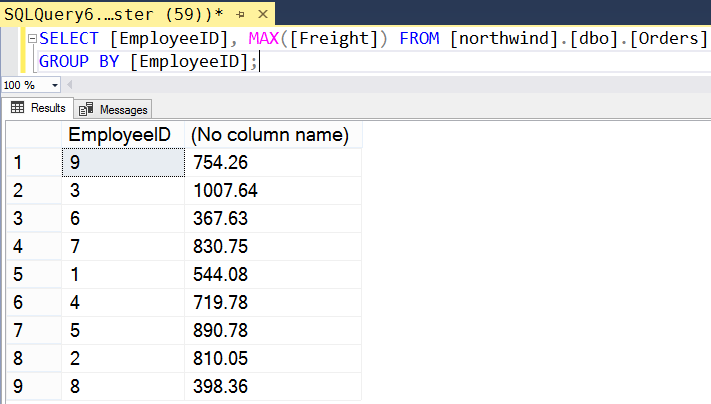 SQLQuery6...ster (59))*
SELECT [EmployeeID], MAX([Freight]) FROM [northwind].[dbo].[Orders]
GROUP BY [EmployeeID];
100 %
Results Messages
EmployeeID (No column name)
1 9 754.26
2 3 1007.64
3 6 367.63
4 7 830.75
5 1 544.08
6 4 719.78
7 5 890.78
8 2 810.05
9 8 398.36